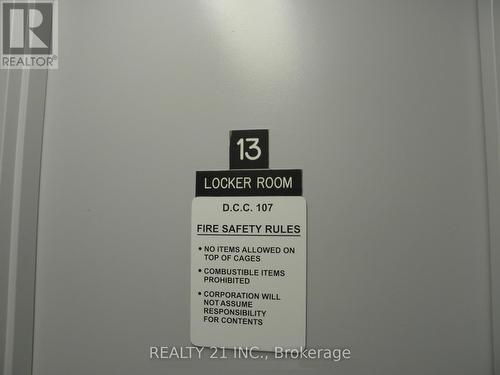 R
REALTOR®
13
LOCKER ROOM
D.C.C. 107
FIRE SAFETY RULES
• NO ITEMS ALLOWED ON
TOP OF CAGES
• COMBUSTIBLE ITEMS
PROHIBITED
• CORPORATION WILL
NOT ASSUME
RESPONSIBILITY
FOR CONTENTS
REALTY 21 INC., Brokerage